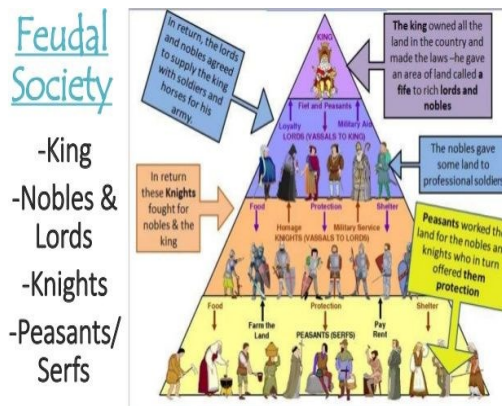 Feudal
Society
-King
-Nobles &
Lords
-Knights
-Peasants/
Serfs
In return, the lords
and nobles agreed
to supply the king
with soldiers and
horses for his
army.
KING
The king owned all the
land in the country and
made the laws –he gave
an area of land called a
fife to rich lords and
nobles
Fief and Peasants
Loyalty
Military Aid
LORDS (VASSALS TO KING)
The nobles gave
some land to
professional soldiers
In return
these Knights
fought for
nobles & the
king
Food
Protection
Shelter
Homage
Military Service
KNIGHTS (VASSALS TO LORDS)
Peasants worked the
land for the nobles an
knights who in turn
offered them
protection
Food
Protection
Shelter
Farm the
Land
PEASANTS (SERFS)
Pay
Rent